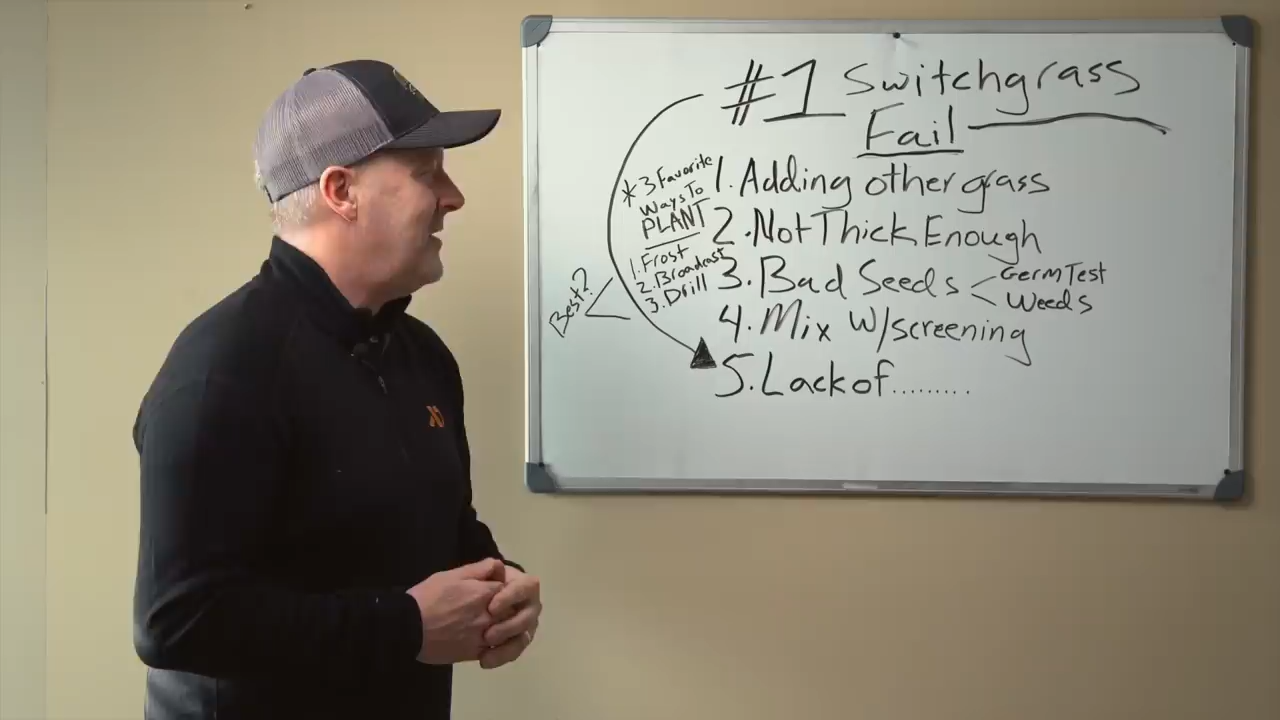 #1 Switchgrass
Fail
1. Adding other grass
2. Not Thick Enough
3. Bad Seeds
Germ Test
Weeds
4. Mix W/screening
5. Lack of .........
* 3 Favorite
Ways To
PLANT
1. Frost
2. Broadcast
3. Drill
Best?